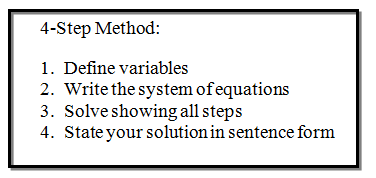 4-Step Method:
1. Define variables
2. Write the system of equations
3. Solve showing all steps
4. State your solution in sentence form